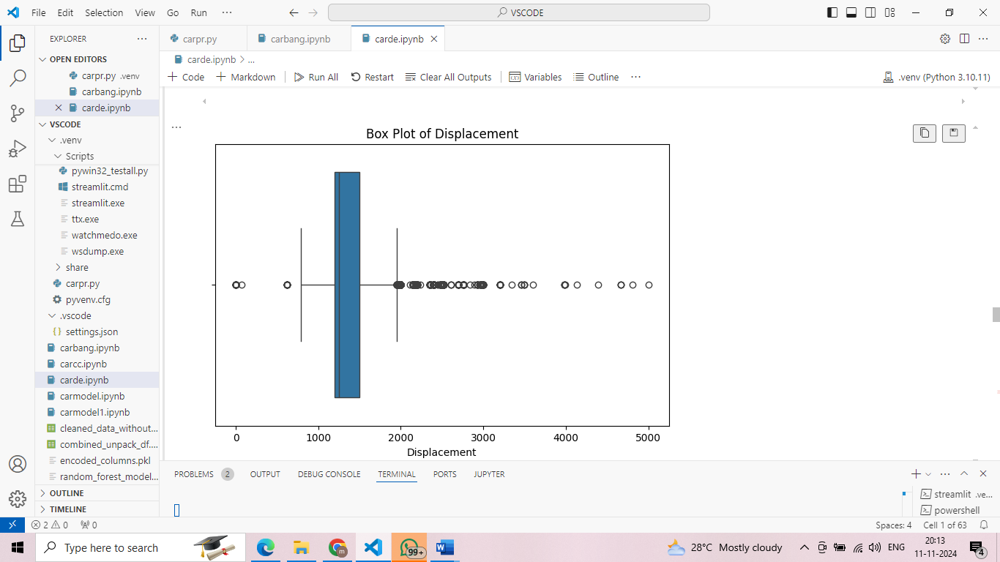 File Edit Selection View Go Run ··· VSCODE
EXPLORER ···
OPEN EDITORS
carpr.py .venv
carbang.ipynb
carde.ipynb
VSCODE
.venv
Scripts
pywin32_testall.py
streamlit.cmd
streamlit.exe
ttx.exe
watchmedo.exe
wsdump.exe
share
carpr.py
pyvenv.cfg
.vscode
settings.json
carbang.ipynb
carcc.ipynb
carde.ipynb
carmodel.ipynb
carmodel1.ipynb
cleaned_data_without...
combined_unpack_df....
encoded_columns.pkl
random_forest_model...
OUTLINE
TIMELINE
carpr.py carbang.ipynb carde.ipynb
carde.ipynb > ...
Code Markdown Run All Restart Clear All Outputs Variables Outline ··· .venv (Python 3.10.11)
Box Plot of Displacement
0 1000 2000 3000 4000 5000
Displacement
PROBLEMS 2 OUTPUT DEBUG CONSOLE TERMINAL PORTS JUPYTER
streamlit .ve...
powershell
2 0 0 Spaces: 4 Cell 1 of 63
Type here to search 99+ 28°C Mostly cloudy ENG 20:13 4
11-11-2024